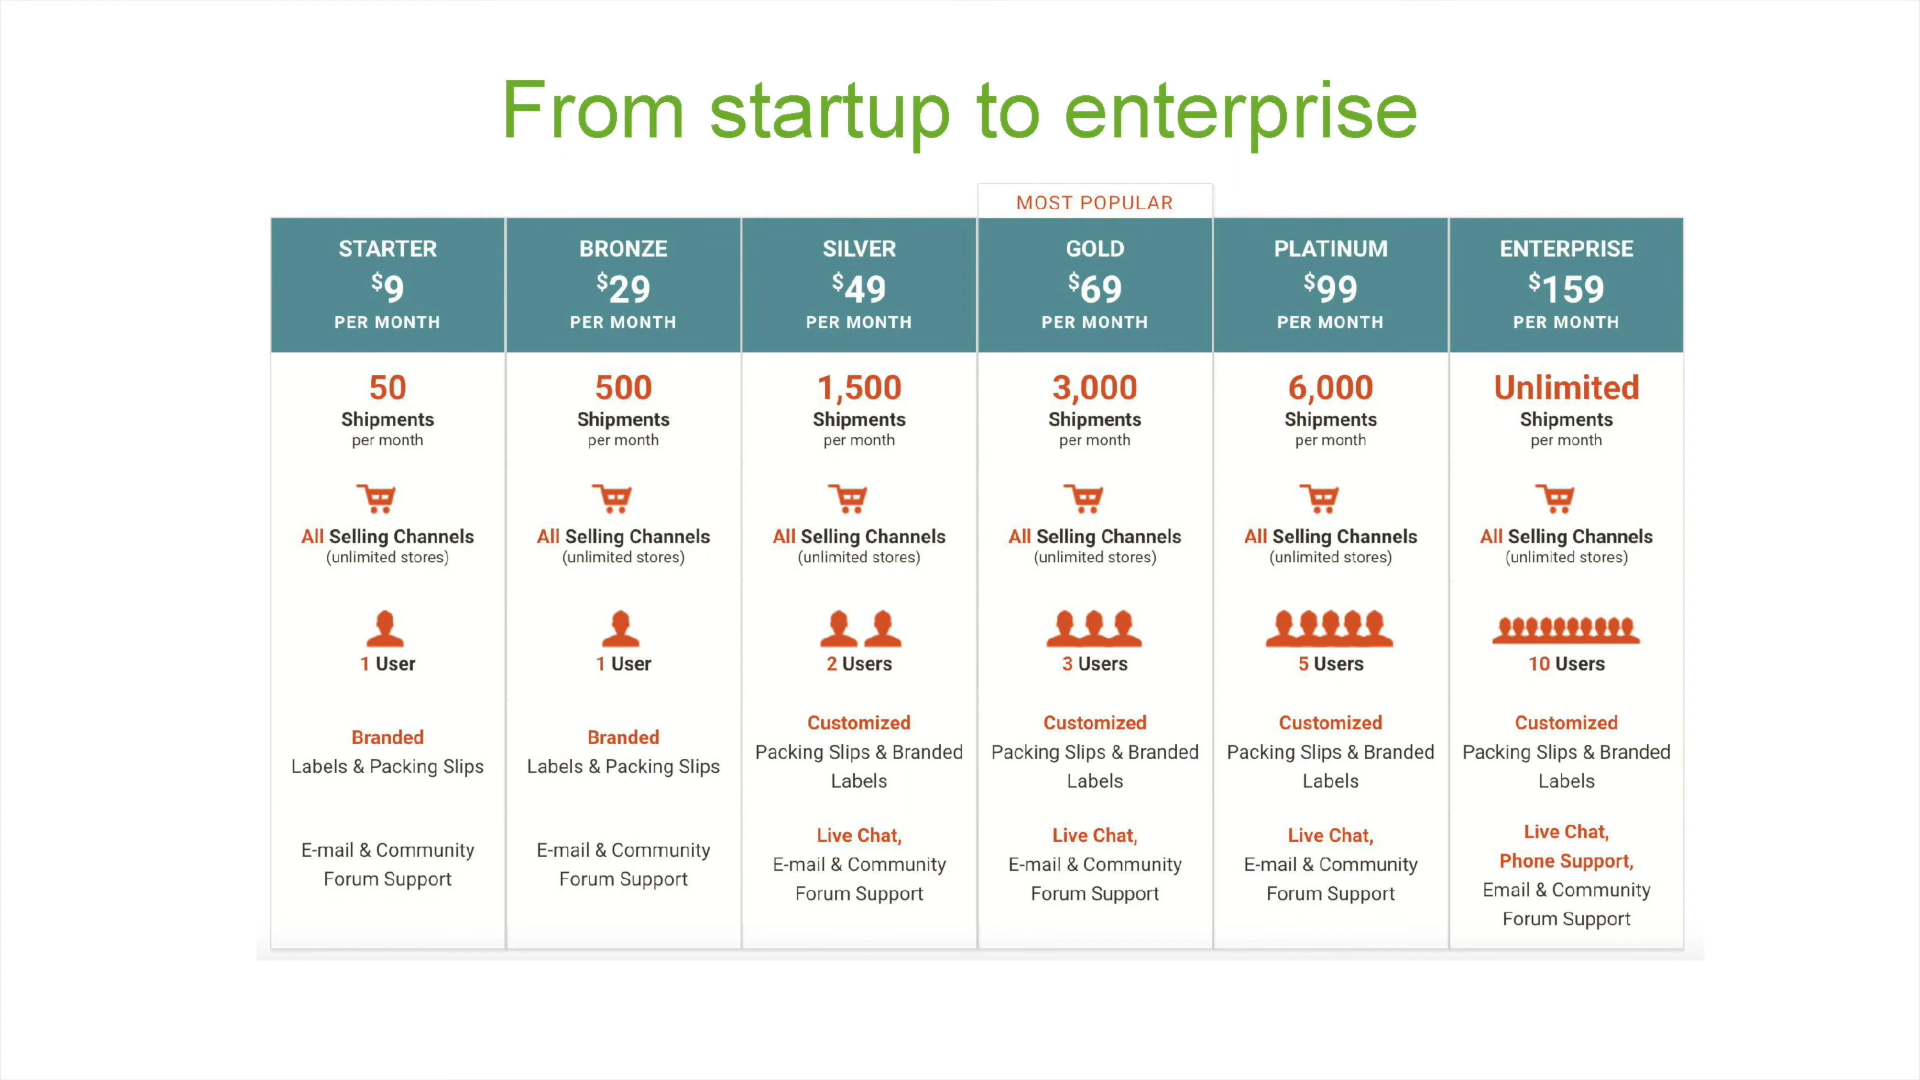 From startup to enterprise
MOST POPULAR
STARTER
$9
PER MONTH
50
Shipments
per month
All Selling Channels
(unlimited stores)
1 User
Branded
Labels & Packing Slips
E-mail & Community
Forum Support
BRONZE
$29
PER MONTH
500
Shipments
per month
All Selling Channels
(unlimited stores)
1 User
Branded
Labels & Packing Slips
E-mail & Community
Forum Support
SILVER
$49
PER MONTH
1,500
Shipments
per month
All Selling Channels
(unlimited stores)
2 Users
Customized
Packing Slips & Branded
Labels
Live Chat,
E-mail & Community
Forum Support
GOLD
$69
PER MONTH
3,000
Shipments
per month
All Selling Channels
(unlimited stores)
3 Users
Customized
Packing Slips & Branded
Labels
Live Chat,
E-mail & Community
Forum Support
PLATINUM
$99
PER MONTH
6,000
Shipments
per month
All Selling Channels
(unlimited stores)
5 Users
Customized
Packing Slips & Branded
Labels
Live Chat,
E-mail & Community
Forum Support
ENTERPRISE
$159
PER MONTH
Unlimited
Shipments
per month
All Selling Channels
(unlimited stores)
10 Users
Customized
Packing Slips & Branded
Labels
Live Chat,
Phone Support,
Email & Community
Forum Support